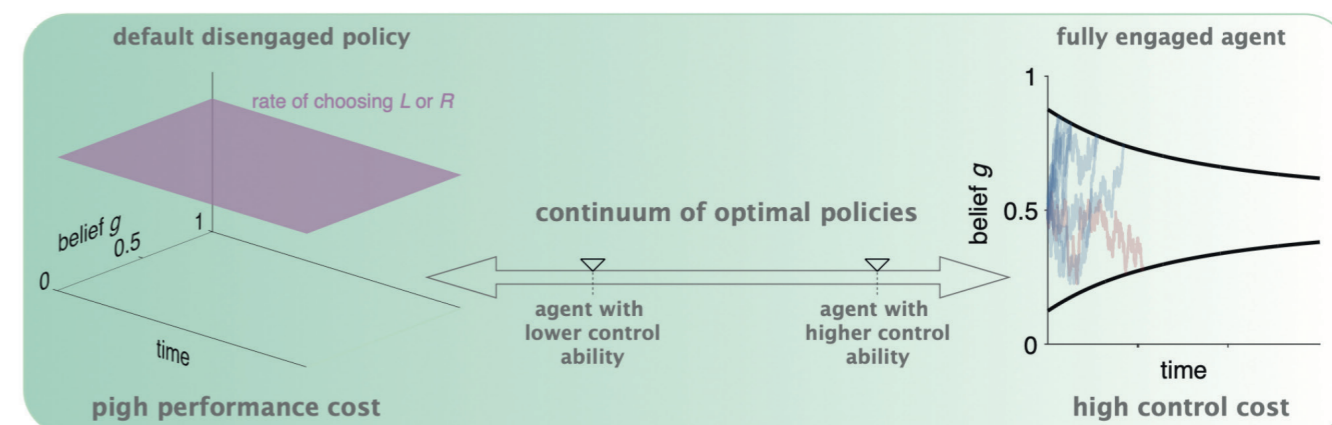 default disengaged policy
fully engaged agent
rate of choosing L or R
belief g
0
0.5
1
time
continuum of optimal policies
agent with
lower control
ability
agent with
higher control
ability
1
belief g
0.5
0
time
pigh performance cost
high control cost